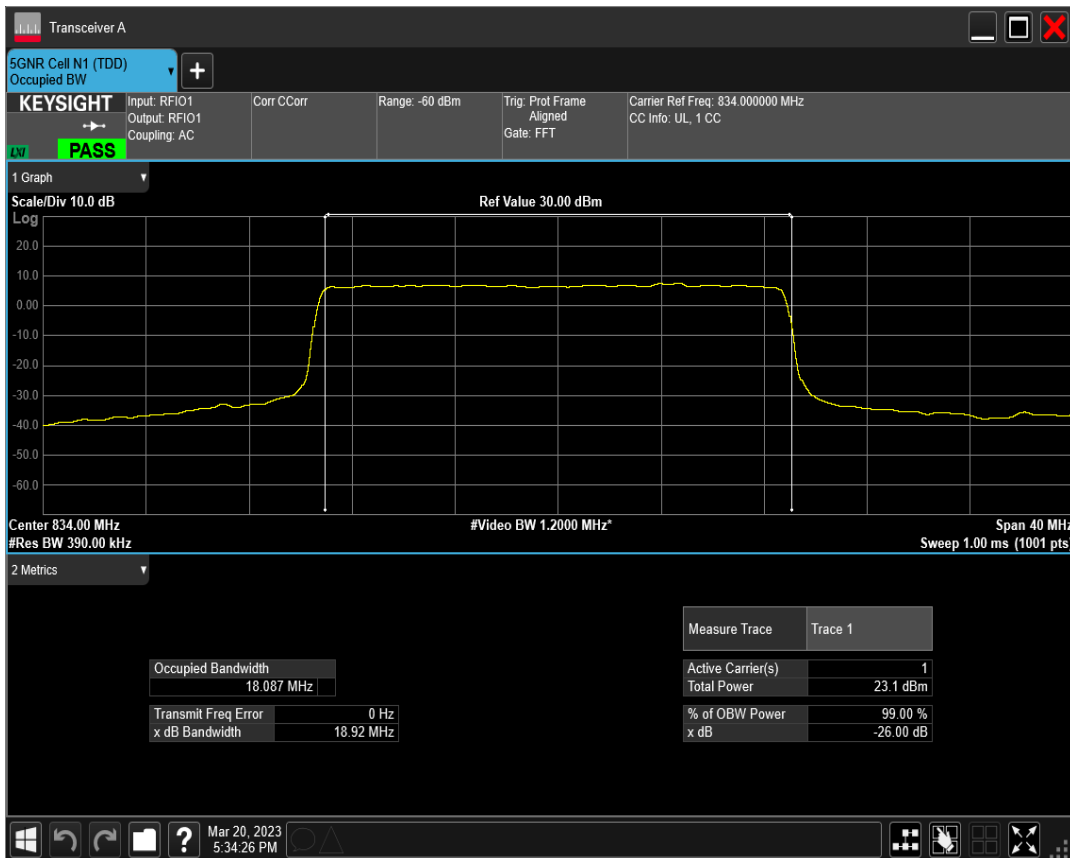 Transceiver A
5GNR Cell N1 (TDD)
Occupied BW
+
KEYSIGHT
LXI
PASS
Input: RFIO1
Output: RFIO1
Coupling: AC
Corr CCorr
Range: -60 dBm
Trig: Prot Frame
Aligned
Gate: FFT
Carrier Ref Freq: 834.000000 MHz
CC Info: UL, 1 CC
1 Graph
Scale/Div 10.0 dB
Ref Value 30.00 dBm
Log
20.0
10.0
0.00
-10.0
-20.0
-30.0
-40.0
-50.0
-60.0
Center 834.00 MHz
#Video BW 1.2000 MHz*
Span 40 MHz
#Res BW 390.00 kHz
Sweep 1.00 ms (1001 pts)
2 Metrics
Measure Trace Trace 1
Occupied Bandwidth
18.087 MHz
Transmit Freq Error 0 Hz
x dB Bandwidth 18.92 MHz
Active Carrier(s) 1
Total Power 23.1 dBm
% of OBW Power 99.00 %
x dB -26.00 dB
?
Mar 20, 2023
5:34:26 PM